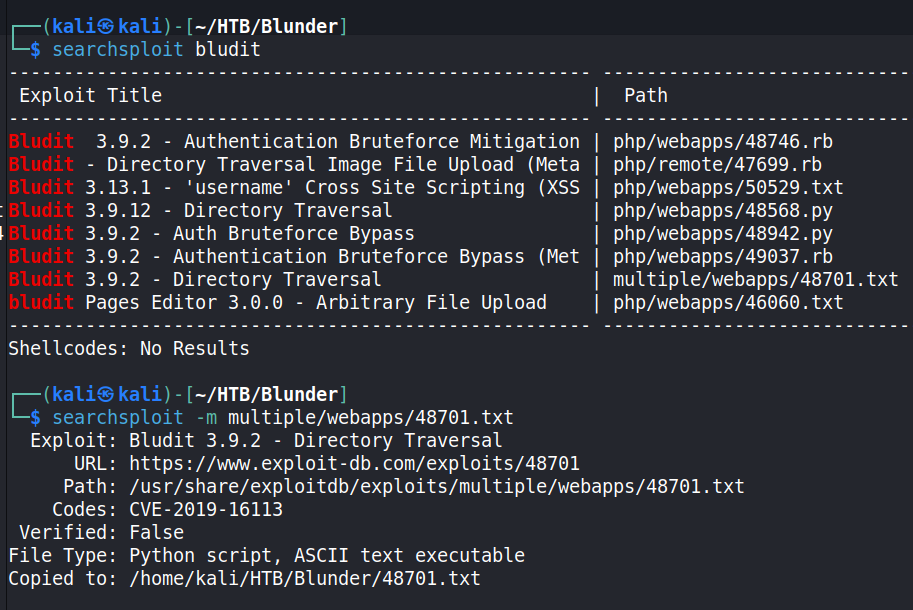 ┌──(kali㉿kali)-[~/HTB/Blunder]
└─$ searchsploit bludit
----------------------------------------------------- ----------------------------
 Exploit Title                                       |  Path
----------------------------------------------------- ----------------------------
Bludit  3.9.2 - Authentication Bruteforce Mitigation | php/webapps/48746.rb
Bludit - Directory Traversal Image File Upload (Meta | php/remote/47699.rb
Bludit 3.13.1 - 'username' Cross Site Scripting (XSS | php/webapps/50529.txt
Bludit 3.9.12 - Directory Traversal                  | php/webapps/48568.py
Bludit 3.9.2 - Auth Bruteforce Bypass                | php/webapps/48942.py
Bludit 3.9.2 - Authentication Bruteforce Bypass (Met | php/webapps/49037.rb
Bludit 3.9.2 - Directory Traversal                   | multiple/webapps/48701.txt
bludit Pages Editor 3.0.0 - Arbitrary File Upload    | php/webapps/46060.txt
----------------------------------------------------- ----------------------------
Shellcodes: No Results
┌──(kali㉿kali)-[~/HTB/Blunder]
└─$ searchsploit -m multiple/webapps/48701.txt
  Exploit: Bludit 3.9.2 - Directory Traversal
      URL: https://www.exploit-db.com/exploits/48701
     Path: /usr/share/exploitdb/exploits/multiple/webapps/48701.txt
    Codes: CVE-2019-16113
 Verified: False
File Type: Python script, ASCII text executable
Copied to: /home/kali/HTB/Blunder/48701.txt